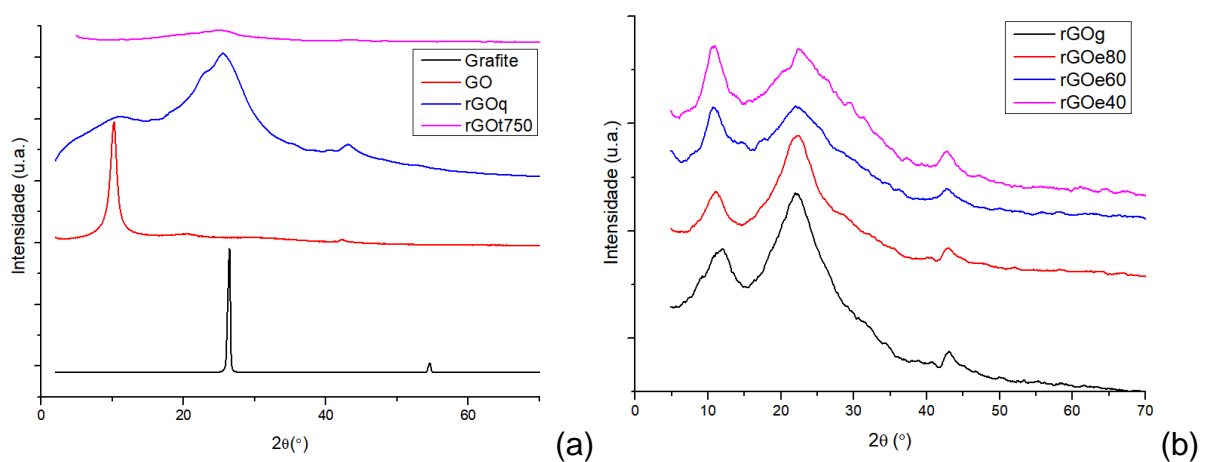 Intensidade (u.a.)
Grafite
GO
rGOq
rGOt750
0 20 40 60
2θ(°)
(a)
Intensidade (u.a.)
rGOg
rGOe80
rGOe60
rGOe40
0 10 20 30 40 50 60 70
2θ (°)
(b)